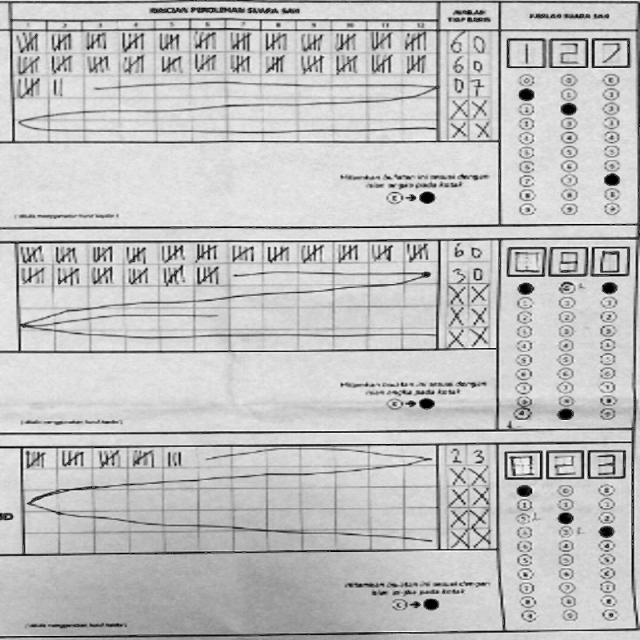 RINCIAN PEROLEHAN SUARA SAH
JUMLAH TIAP BARIS
JUMLAH SUARA SAH
1 2 3 4 5 6 7 8 9 10 11 12
60
60
07
X X
X X
1 2 7
Hitamkan bulatan ini sesuai dengan
isian angka pada kotak
( ditulis menggunakan huruf kapital )
60
30
X X
X X
X X
0 9 0
Hitamkan bulatan ini sesuai dengan
isian angka pada kotak
( ditulis menggunakan huruf kapital )
23
X X
X X
X X
X X
0 2 3
Hitamkan bulatan ini sesuai dengan
isian angka pada kotak
( ditulis menggunakan huruf kapital )